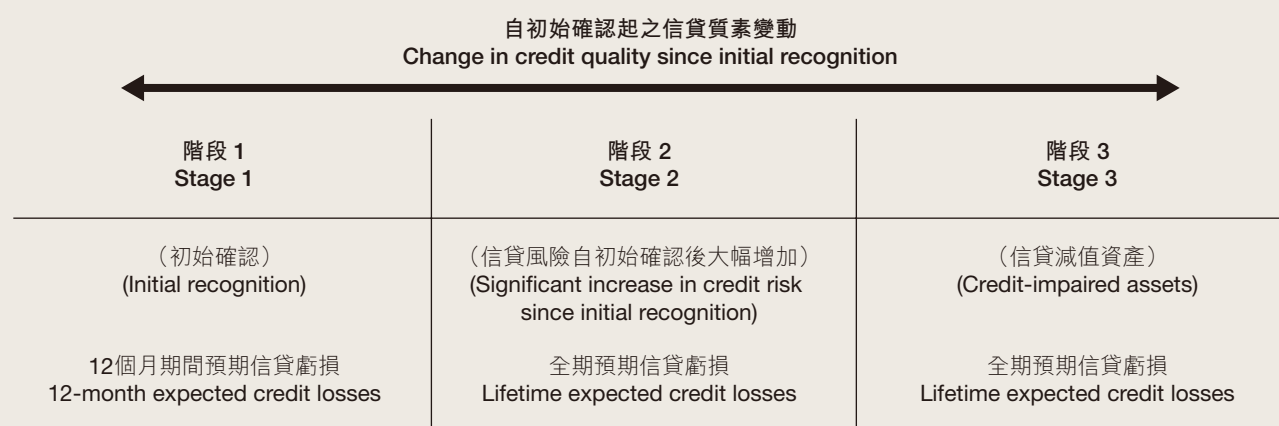 自初始確認起之信貸質素變動
Change in credit quality since initial recognition
階段 1
Stage 1
階段 2
Stage 2
階段 3
Stage 3
（初始確認）
(Initial recognition)
（信貸風險自初始確認後大幅增加）
(Significant increase in credit risk
since initial recognition)
（信貸減值資產）
(Credit-impaired assets)
12個月期間預期信貸虧損
12-month expected credit losses
全期預期信貸虧損
Lifetime expected credit losses
全期預期信貸虧損
Lifetime expected credit losses